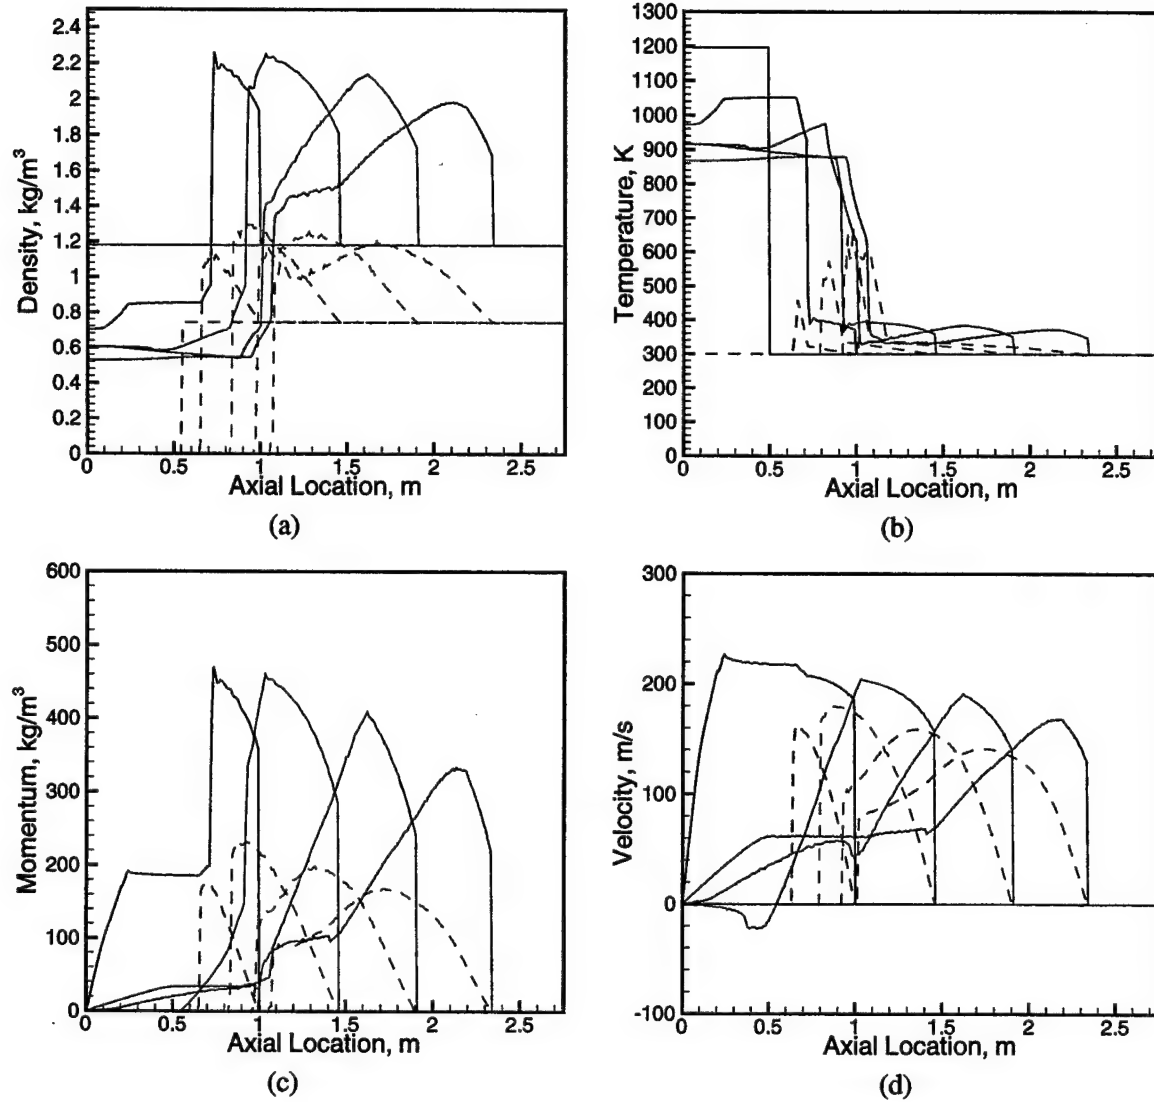 2.4
2.2
2
1.8
1.6
1.4
1.2
1
0.8
0.6
0.4
0.2
0
Density, kg/m³
0 0.5 1 1.5 2 2.5
Axial Location, m
(a)
1300
1200
1100
1000
900
800
700
600
500
400
300
200
100
0
Temperature, K
0 0.5 1 1.5 2 2.5
Axial Location, m
(b)
600
500
400
300
200
100
0
Momentum, kg/m³
0 0.5 1 1.5 2 2.5
Axial Location, m
(c)
300
200
100
0
-100
Velocity, m/s
0 0.5 1 1.5 2 2.5
Axial Location, m
(d)